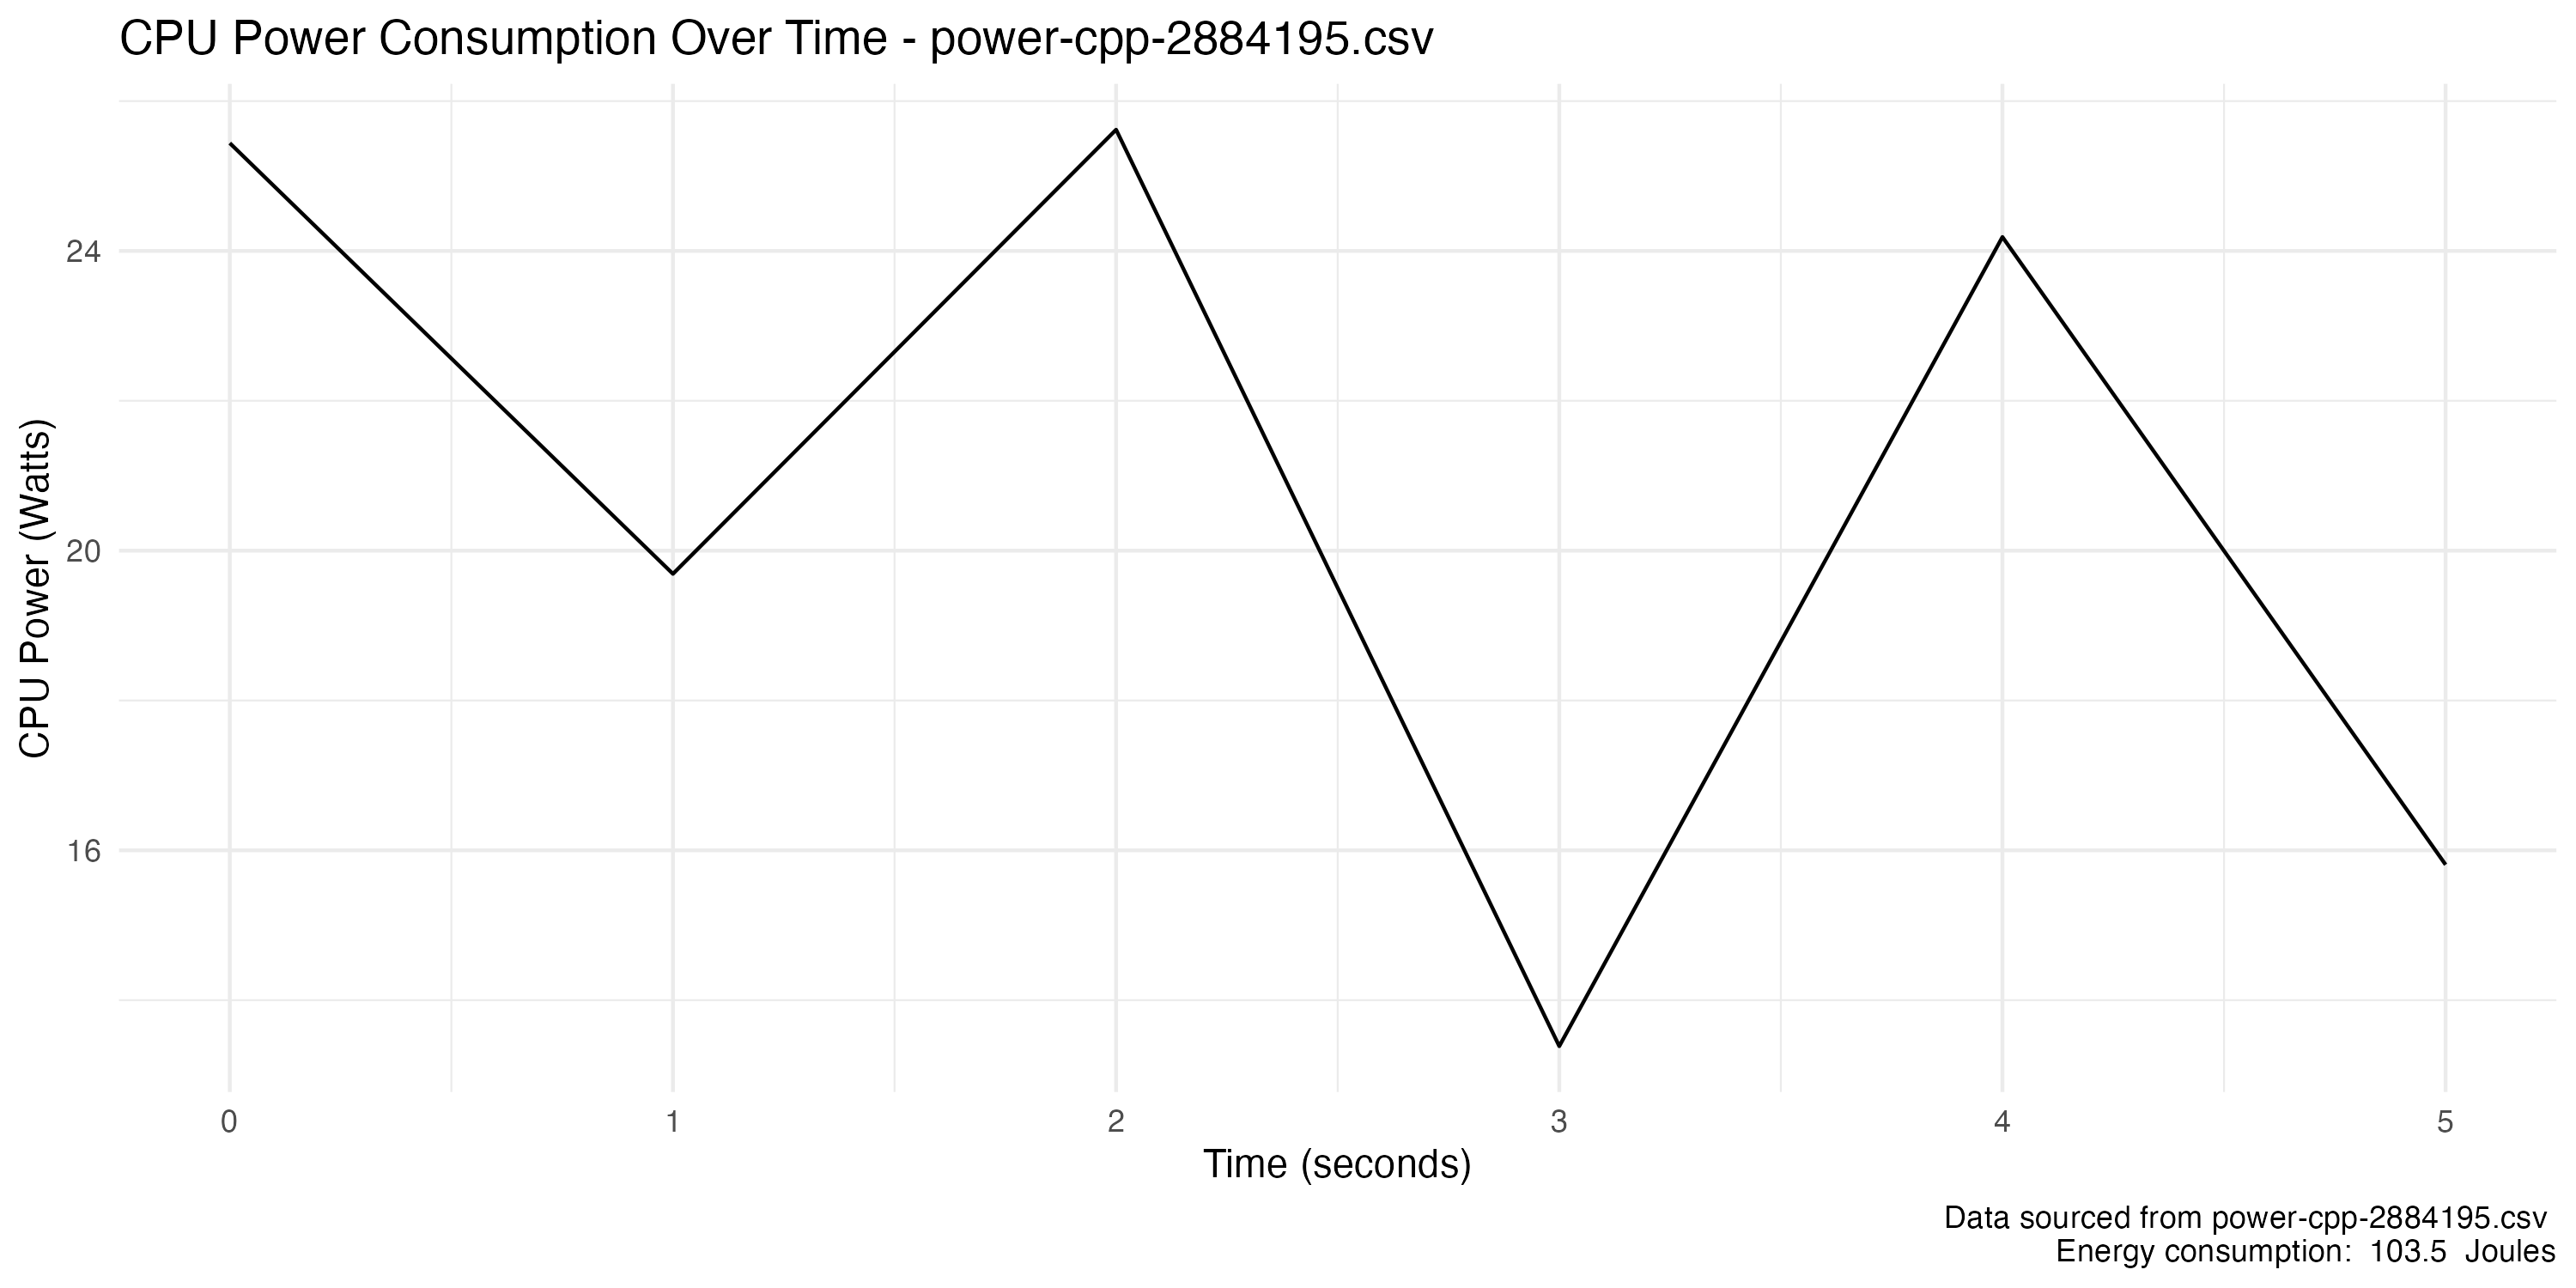 CPU Power Consumption Over Time - power-cpp-2884195.csv
CPU Power (Watts)
24
20
16
0 1 2 3 4 5
Time (seconds)
Data sourced from power-cpp-2884195.csv
Energy consumption:  103.5  Joules